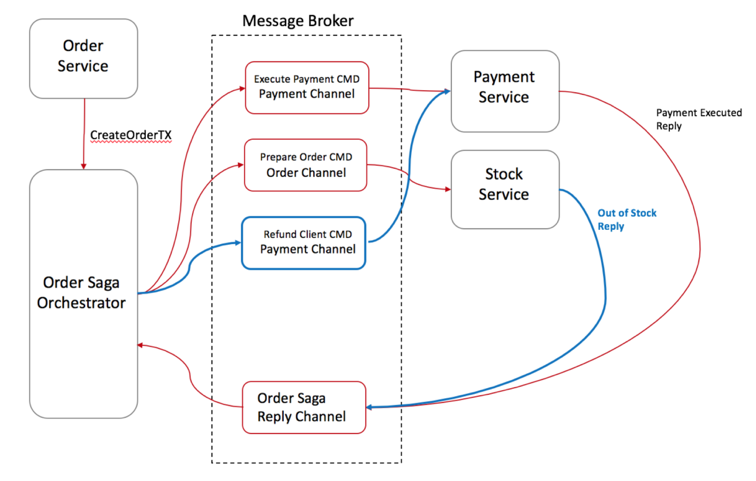 Message Broker
Order
Service
Execute Payment CMD
Payment Channel
Payment
Service
Payment Executed
Reply
CreateOrderTX
Prepare Order CMD
Order Channel
Stock
Service
Out of Stock
Reply
Refund Client CMD
Payment Channel
Order Saga
Orchestrator
Order Saga
Reply Channel